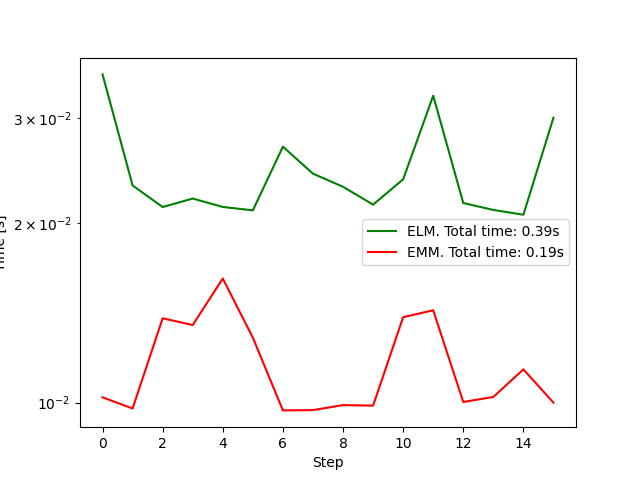 3 × 10⁻²
2 × 10⁻²
10⁻²
Time [s]
ELM. Total time: 0.39s
EMM. Total time: 0.19s
0 2 4 6 8 10 12 14
Step